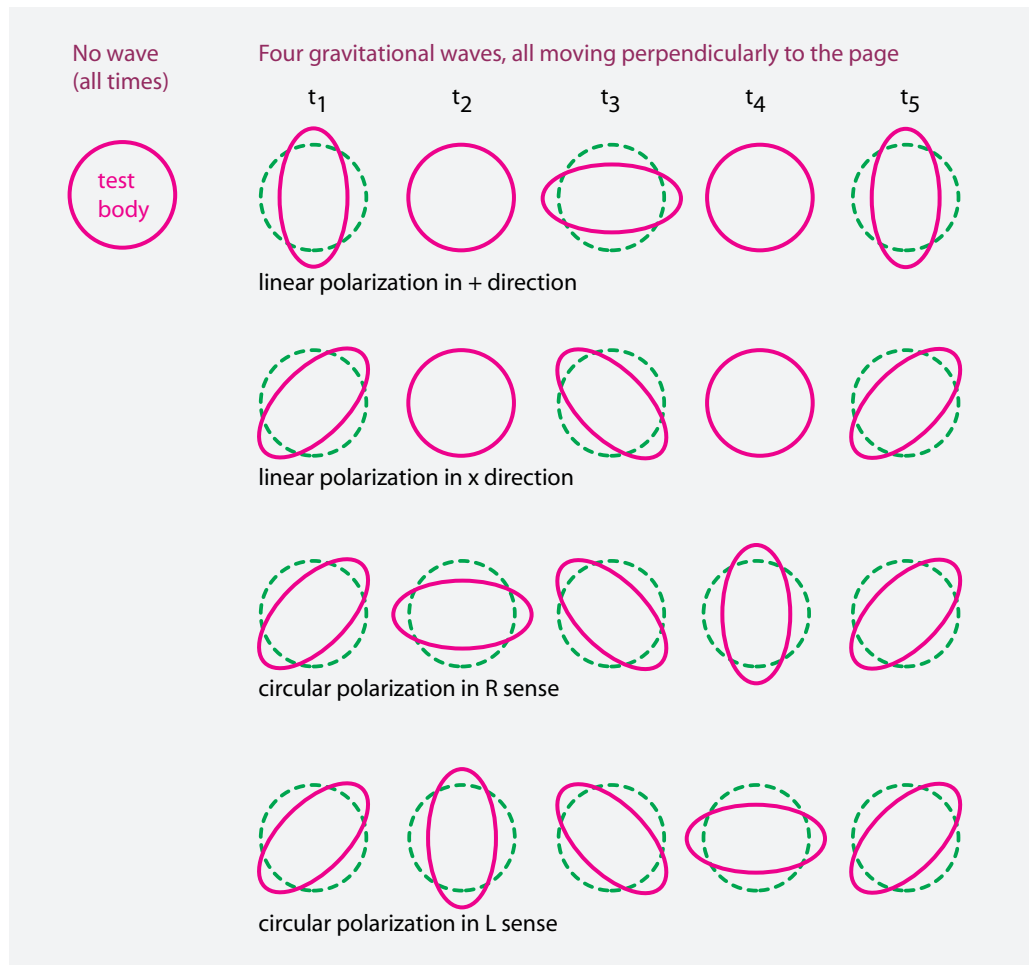 No wave
(all times)
Four gravitational waves, all moving perpendicularly to the page
t1 t2 t3 t4 t5
test
body
linear polarization in + direction
linear polarization in x direction
circular polarization in R sense
circular polarization in L sense